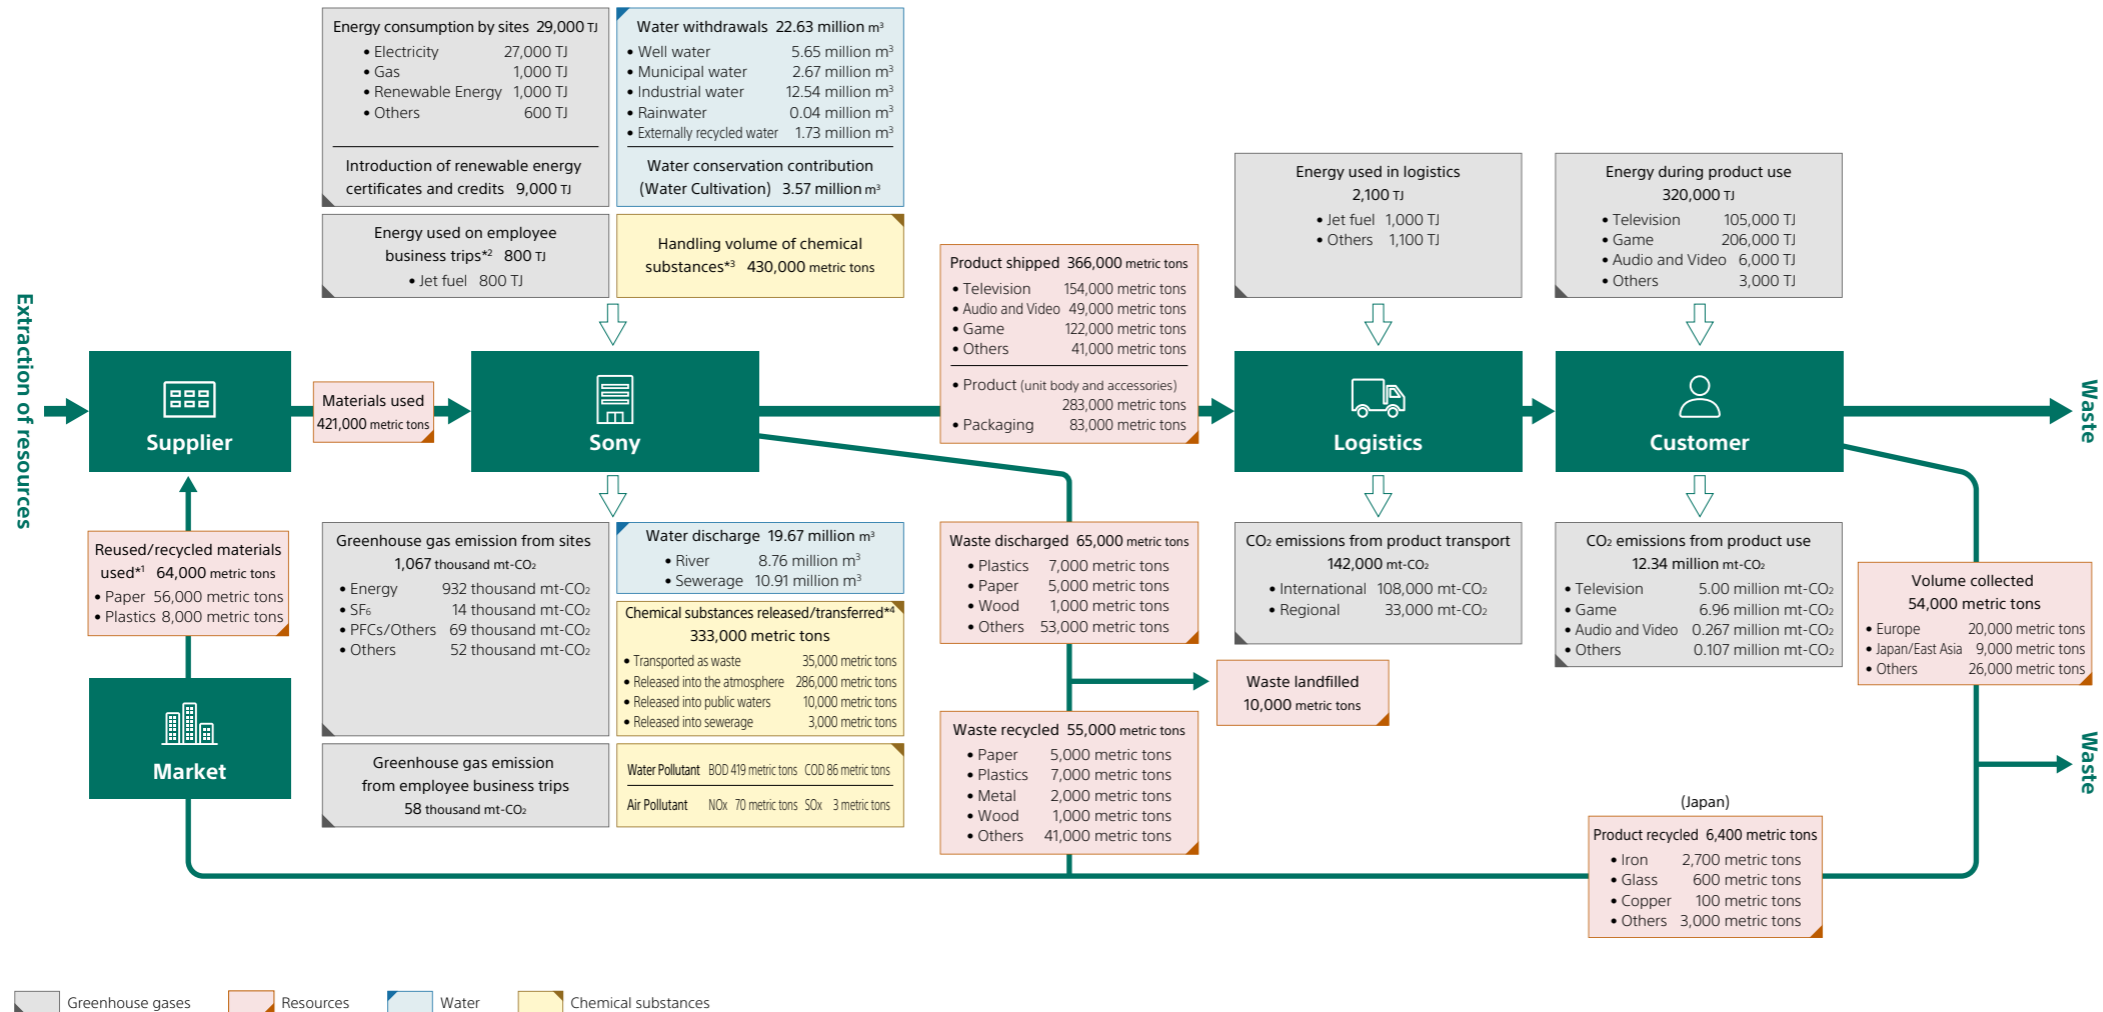 Energy consumption by sites 29,000 TJ
• Electricity 27,000 TJ
• Gas 1,000 TJ
• Renewable Energy 1,000 TJ
• Others 600 TJ
Introduction of renewable energy
certificates and credits 9,000 TJ
Water withdrawals 22.63 million m³
• Well water 5.65 million m³
• Municipal water 2.67 million m³
• Industrial water 12.54 million m³
• Rainwater 0.04 million m³
• Externally recycled water 1.73 million m³
Water conservation contribution
(Water Cultivation) 3.57 million m³
Energy used on employee
business trips*2 800 TJ
• Jet fuel 800 TJ
Handling volume of chemical
substances*3 430,000 metric tons
Product shipped 366,000 metric tons
• Television 154,000 metric tons
• Audio and Video 49,000 metric tons
• Game 122,000 metric tons
• Others 41,000 metric tons
• Product (unit body and accessories)
283,000 metric tons
• Packaging 83,000 metric tons
Energy used in logistics
2,100 TJ
• Jet fuel 1,000 TJ
• Others 1,100 TJ
Energy during product use
320,000 TJ
• Television 105,000 TJ
• Game 206,000 TJ
• Audio and Video 6,000 TJ
• Others 3,000 TJ
Extraction of resources
Supplier
Materials used
421,000 metric tons
Sony
Logistics
Customer
Waste
Reused/recycled materials
used*1 64,000 metric tons
• Paper 56,000 metric tons
• Plastics 8,000 metric tons
Market
Greenhouse gas emission from sites
1,067 thousand mt-CO₂
• Energy 932 thousand mt-CO₂
• SF₆ 14 thousand mt-CO₂
• PFCs/Others 69 thousand mt-CO₂
• Others 52 thousand mt-CO₂
Greenhouse gas emission
from employee business trips
58 thousand mt-CO₂
Water discharge 19.67 million m³
• River 8.76 million m³
• Sewerage 10.91 million m³
Chemical substances released/transferred*4
333,000 metric tons
• Transported as waste 35,000 metric tons
• Released into the atmosphere 286,000 metric tons
• Released into public waters 10,000 metric tons
• Released into sewerage 3,000 metric tons
Water Pollutant BOD 419 metric tons COD 86 metric tons
Air Pollutant NOx 70 metric tons SOx 3 metric tons
Waste discharged 65,000 metric tons
• Plastics 7,000 metric tons
• Paper 5,000 metric tons
• Wood 1,000 metric tons
• Others 53,000 metric tons
Waste landfilled
10,000 metric tons
Waste recycled 55,000 metric tons
• Paper 5,000 metric tons
• Plastics 7,000 metric tons
• Metal 2,000 metric tons
• Wood 1,000 metric tons
• Others 41,000 metric tons
CO₂ emissions from product transport
142,000 mt-CO₂
• International 108,000 mt-CO₂
• Regional 33,000 mt-CO₂
CO₂ emissions from product use
12.34 million mt-CO₂
• Television 5.00 million mt-CO₂
• Game 6.96 million mt-CO₂
• Audio and Video 0.267 million mt-CO₂
• Others 0.107 million mt-CO₂
Volume collected
54,000 metric tons
• Europe 20,000 metric tons
• Japan/East Asia 9,000 metric tons
• Others 26,000 metric tons
Waste
(Japan)
Product recycled 6,400 metric tons
• Iron 2,700 metric tons
• Glass 600 metric tons
• Copper 100 metric tons
• Others 3,000 metric tons
Greenhouse gases
Resources
Water
Chemical substances